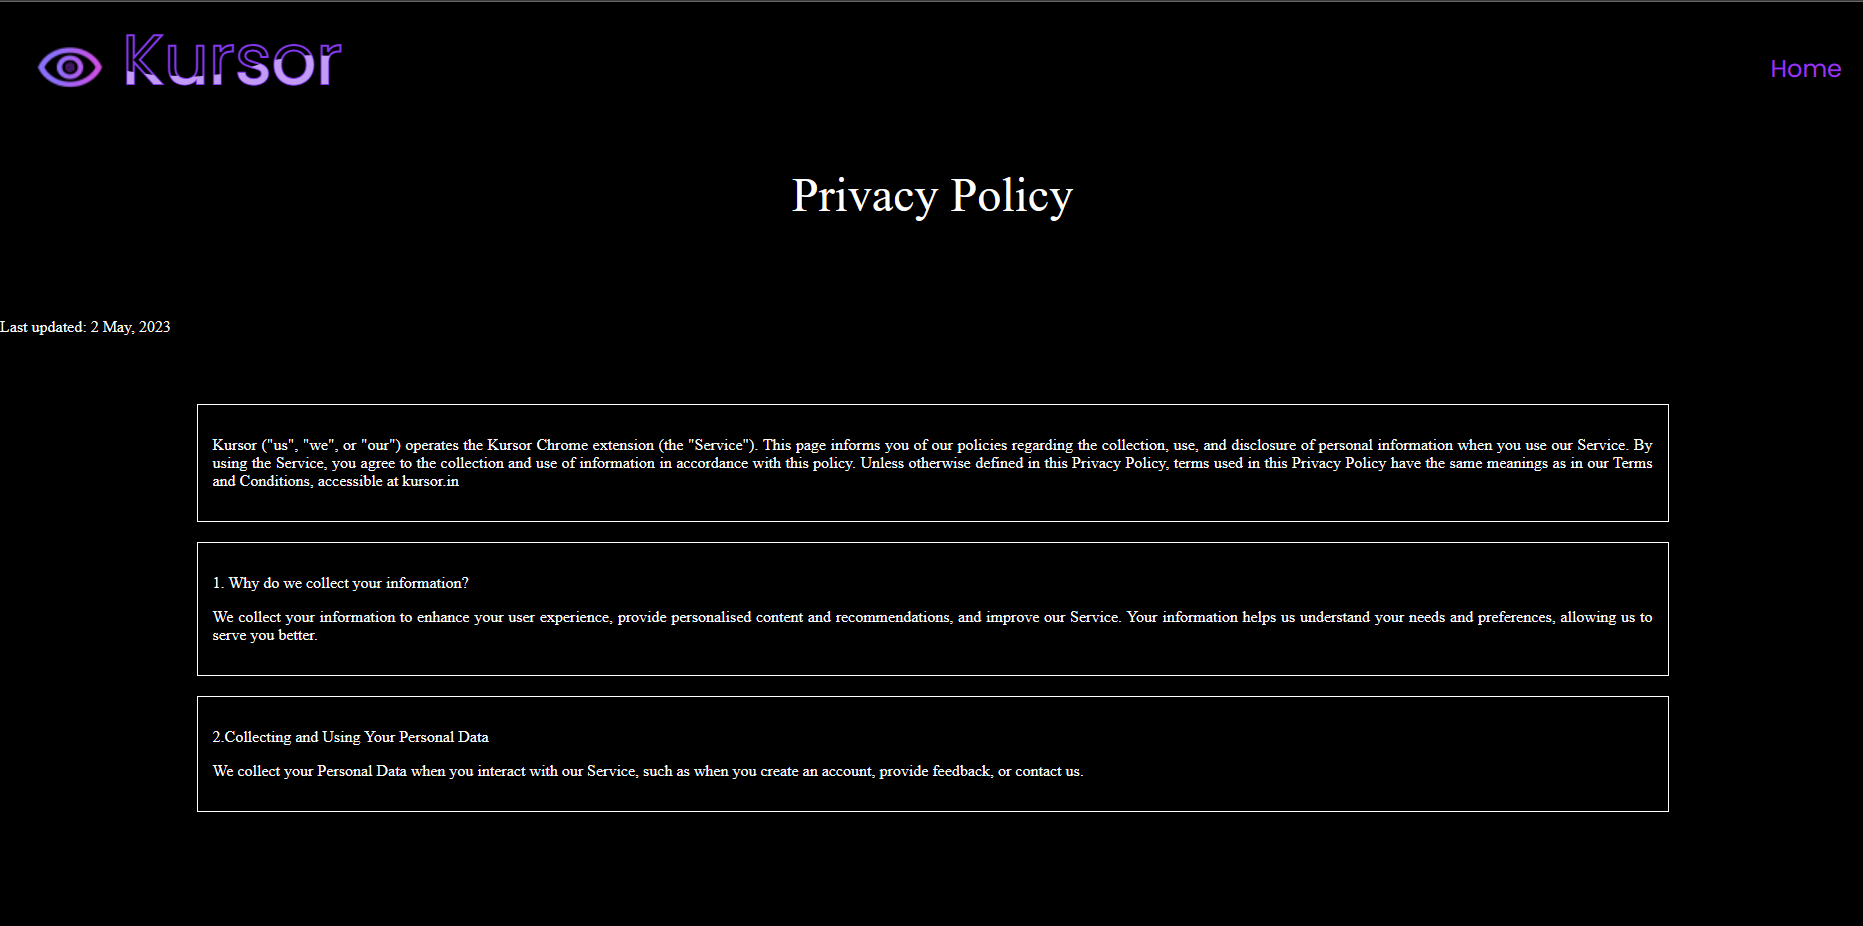 Kursor
Home
Privacy Policy
Last updated: 2 May, 2023
Kursor ("us", "we", or "our") operates the Kursor Chrome extension (the "Service"). This page informs you of our policies regarding the collection, use, and disclosure of personal information when you use our Service. By
using the Service, you agree to the collection and use of information in accordance with this policy. Unless otherwise defined in this Privacy Policy, terms used in this Privacy Policy have the same meanings as in our Terms
and Conditions, accessible at kursor.in
1. Why do we collect your information?
We collect your information to enhance your user experience, provide personalised content and recommendations, and improve our Service. Your information helps us understand your needs and preferences, allowing us to
serve you better.
2.Collecting and Using Your Personal Data
We collect your Personal Data when you interact with our Service, such as when you create an account, provide feedback, or contact us.